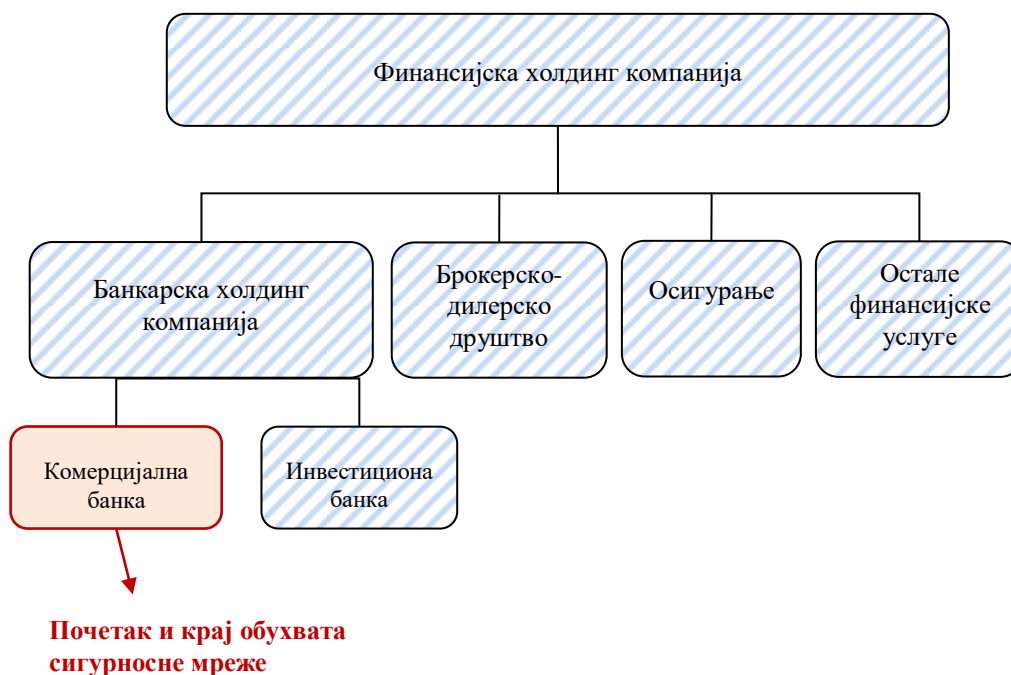 Финансијска холдинг компанија
Банкарска холдинг
компанија
Брокерско-
дилерско
друштво
Осигурање
Остале
финансијске
услуге
Комерцијална
банка
Инвестициона
банка
Почетак и крај обухвата
сигурносне мреже